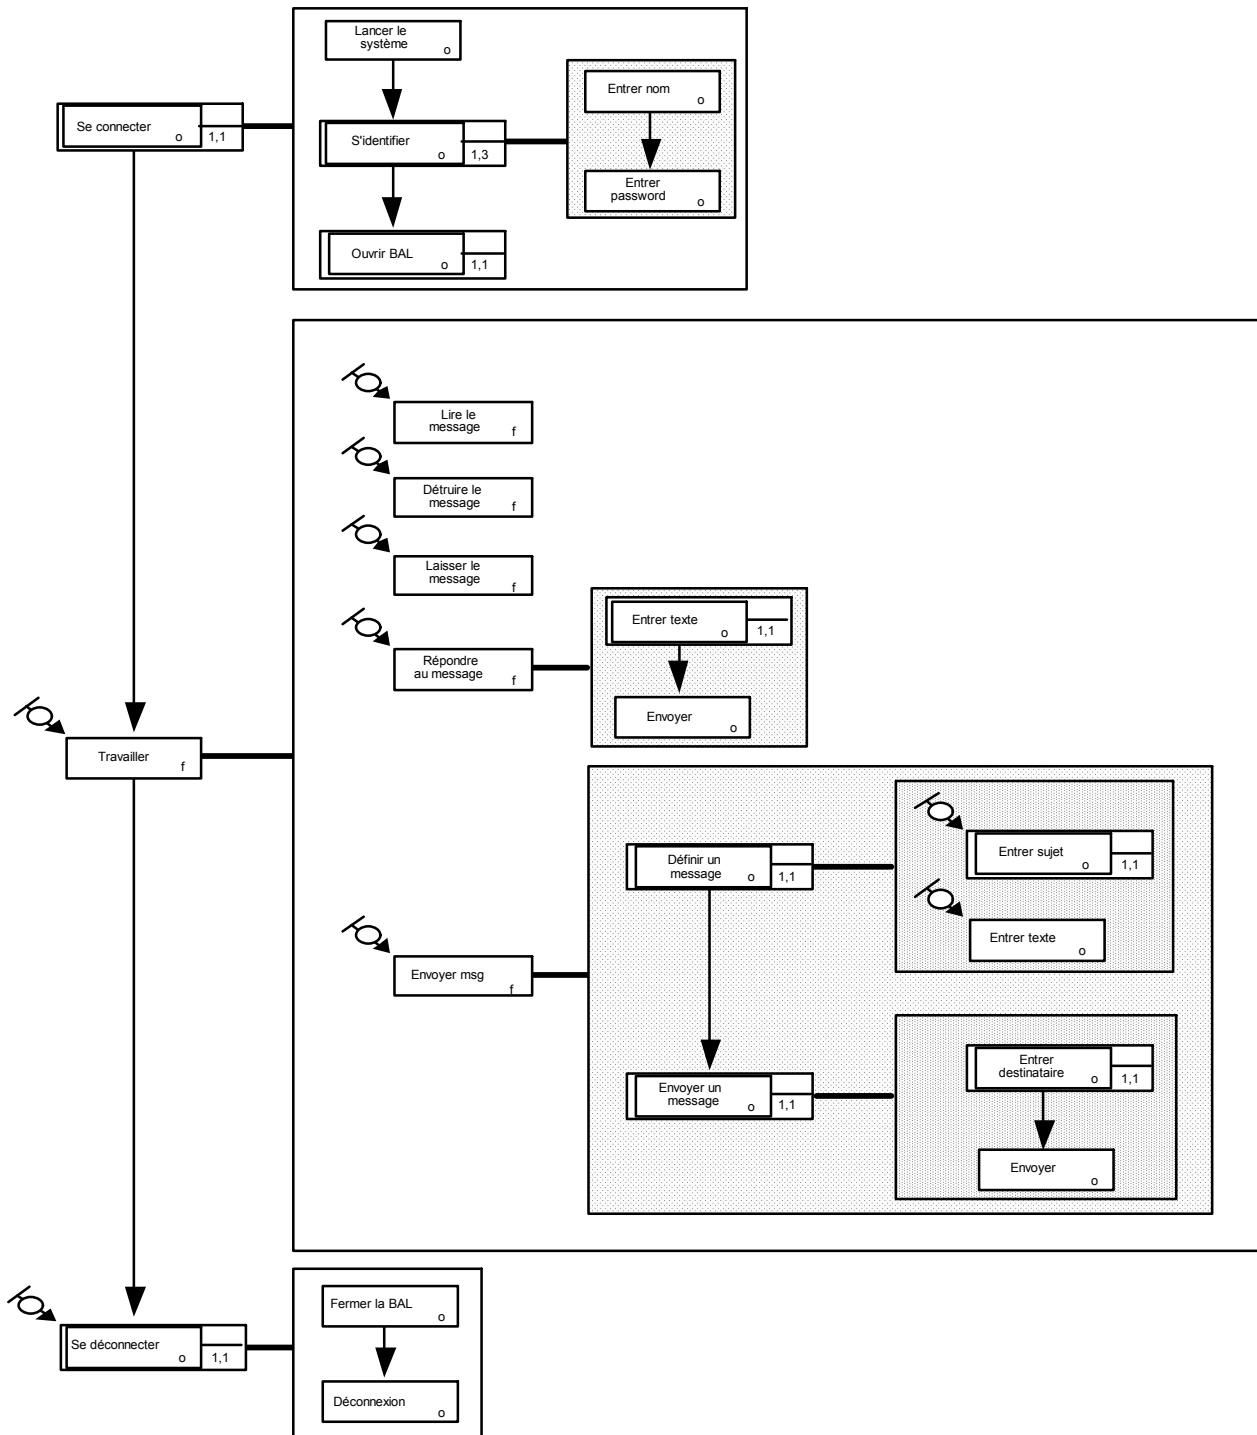 Lancer le
système
o
Entrer nom
o
Se connecter
o
1,1
S'identifier
o
1,3
Entrer
password
o
Ouvrir BAL
o
1,1
Lire le
message
f
Détruire le
message
f
Laisser le
message
f
Entrer texte
o
1,1
Répondre
au message
f
Envoyer
o
Travailler
f
Définir un
message
o
1,1
Entrer sujet
o
1,1
Entrer texte
o
Envoyer msg
f
Envoyer un
message
o
1,1
Entrer
destinataire
o
1,1
Envoyer
o
Fermer la BAL
o
Se déconnecter
o
1,1
Déconnexion
o